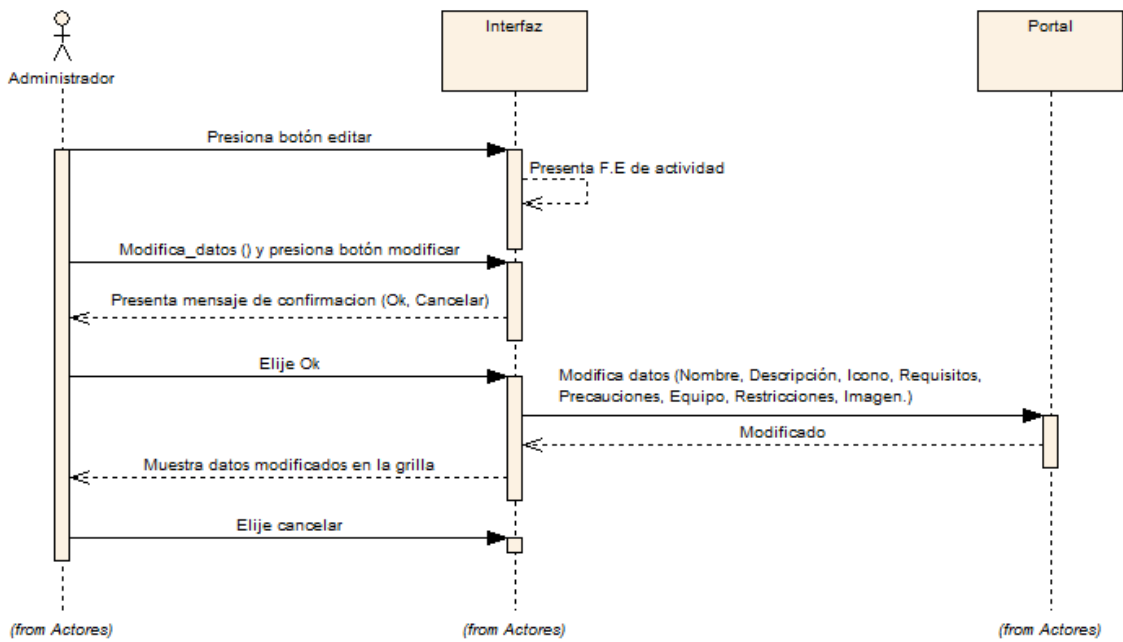 Interfaz
Portal
Administrador
Presiona botón editar
Presenta F.E de actividad
Modifica_datos () y presiona botón modificar
Presenta mensaje de confirmacion (Ok, Cancelar)
Elije Ok
Modifica datos (Nombre, Descripción, Icono, Requisitos,
Precauciones, Equipo, Restricciones, Imagen.)
Modificado
Muestra datos modificados en la grilla
Elije cancelar
(from Actores)
(from Actores)
(from Actores)